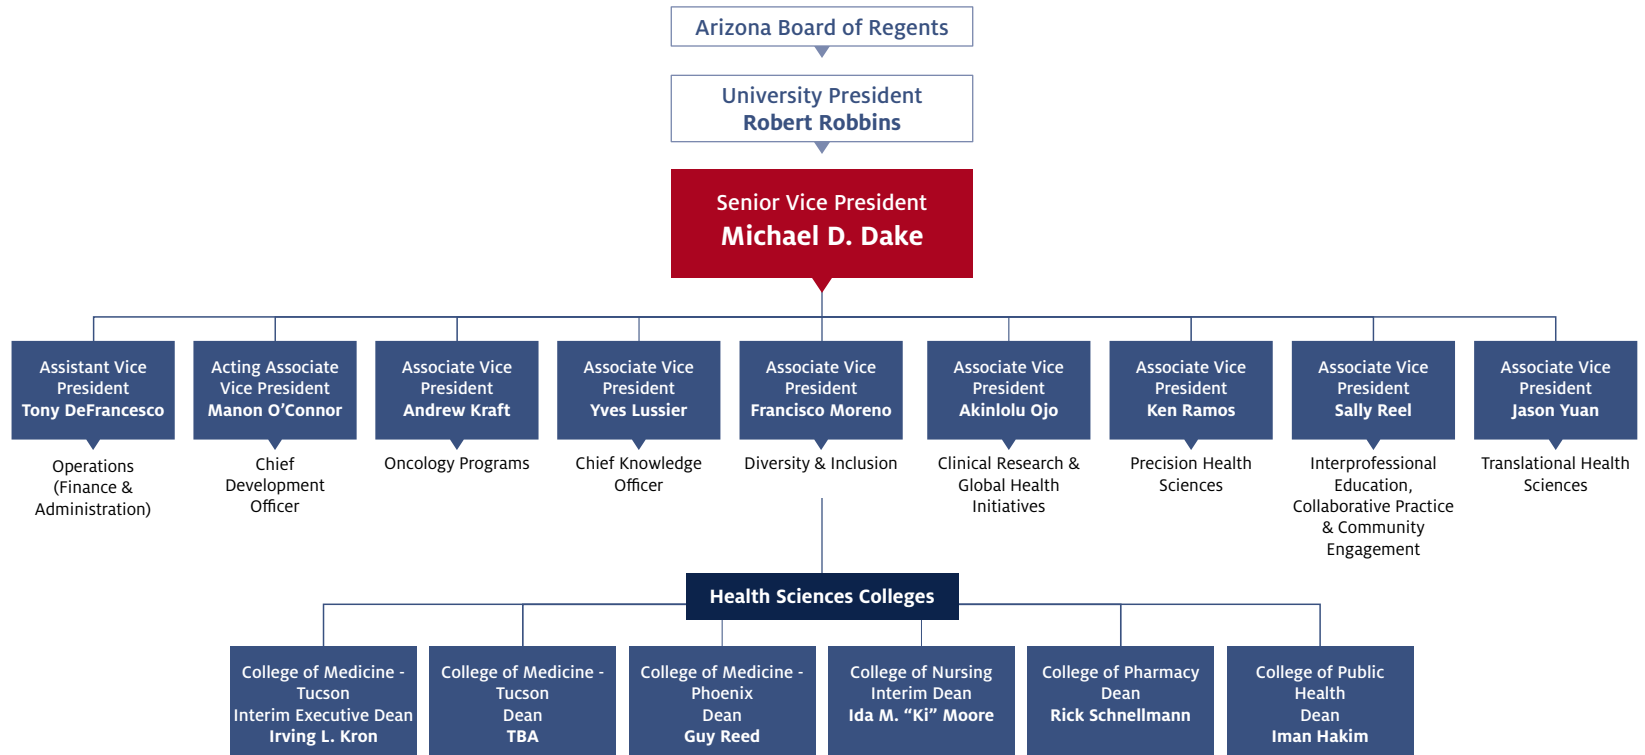 Arizona Board of Regents
University President
Robert Robbins
Senior Vice President
Michael D. Dake
Assistant Vice
President
Tony DeFrancesco
Operations
(Finance &
Administration)
Acting Associate
Vice President
Manon O’Connor
Chief
Development
Officer
Associate Vice
President
Andrew Kraft
Oncology Programs
Associate Vice
President
Yves Lussier
Chief Knowledge
Officer
Associate Vice
President
Francisco Moreno
Diversity & Inclusion
Associate Vice
President
Akinlolu Ojo
Clinical Research &
Global Health
Initiatives
Associate Vice
President
Ken Ramos
Precision Health
Sciences
Associate Vice
President
Sally Reel
Interprofessional
Education,
Collaborative Practice
& Community
Engagement
Associate Vice
President
Jason Yuan
Translational Health
Sciences
Health Sciences Colleges
College of Medicine -
Tucson
Interim Executive Dean
Irving L. Kron
College of Medicine -
Tucson
Dean
TBA
College of Medicine -
Phoenix
Dean
Guy Reed
College of Nursing
Interim Dean
Ida M. “Ki” Moore
College of Pharmacy
Dean
Rick Schnellmann
College of Public
Health
Dean
Iman Hakim